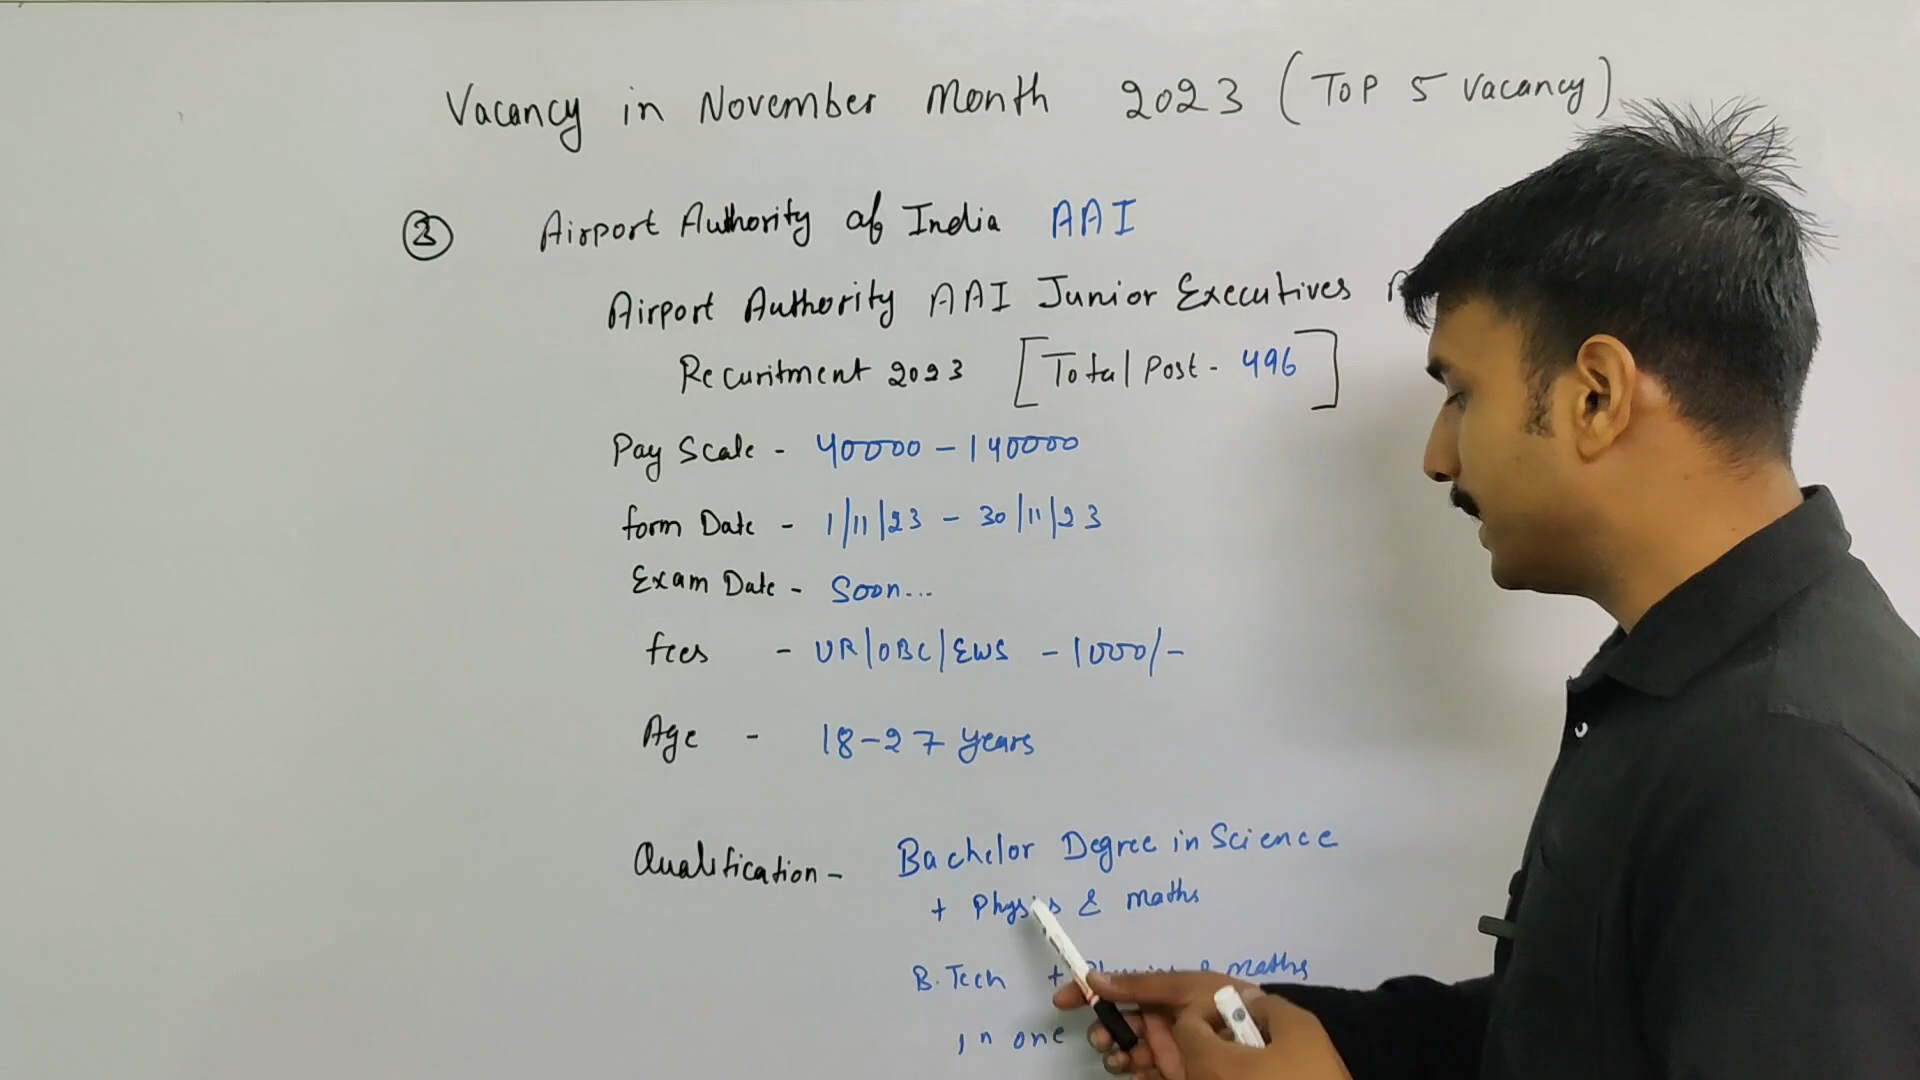 Vacancy in November Month 2023 (Top 5 vacancy)
Airport Authority of India AAI
Airport Authority AAI Junior Executives
Recuritment 2023 [Total Post - 496]
Pay Scale - 40000 - 140000
form Date - 1/11/23 - 30/11/23
Exam Date - Soon...
fees - UR/OBC/EWS - 1000/-
Age - 18-27 years
Qualification - Bachelor Degree in Science
+ Physics & maths
B.Tech + Physics & maths
in one